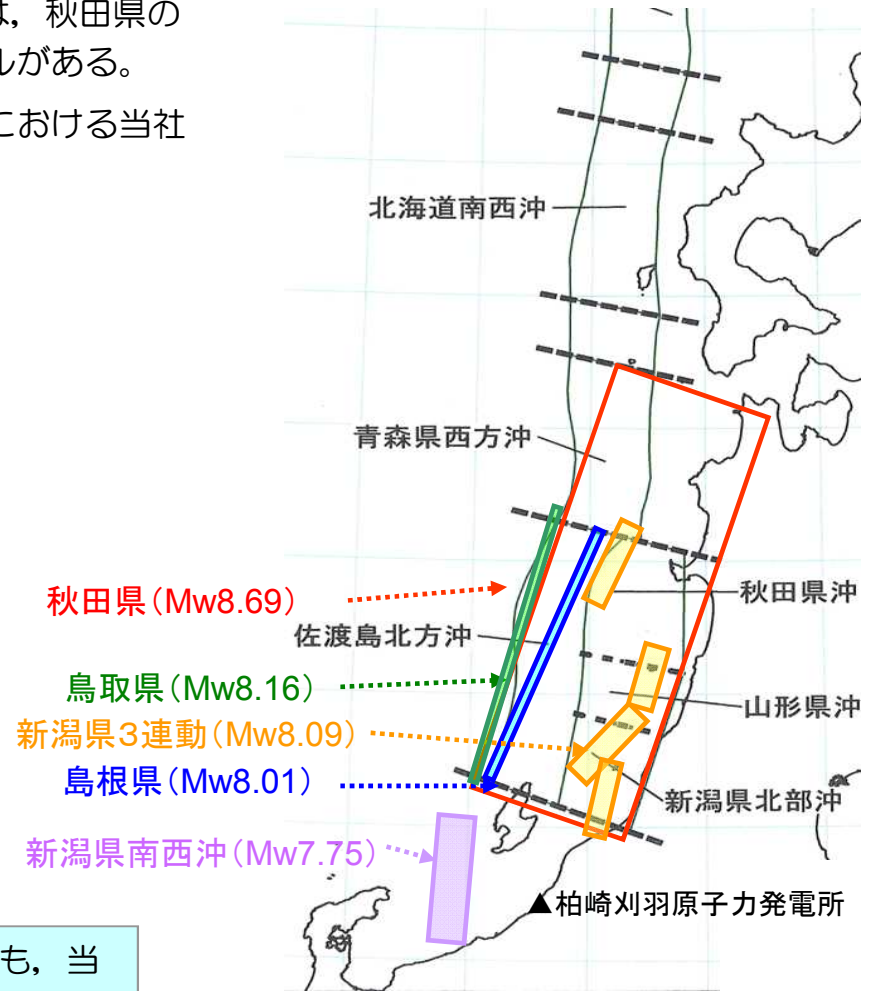 は，秋田県の
ルがある。
における当社
北海道南西沖
青森県西方沖
秋田県(Mw8.69)
秋田県沖
佐渡島北方沖
鳥取県(Mw8.16)
山形県沖
新潟県3連動(Mw8.09)
島根県(Mw8.01)
新潟県北部沖
新潟県南西沖(Mw7.75)
▲柏崎刈羽原子力発電所
も，当